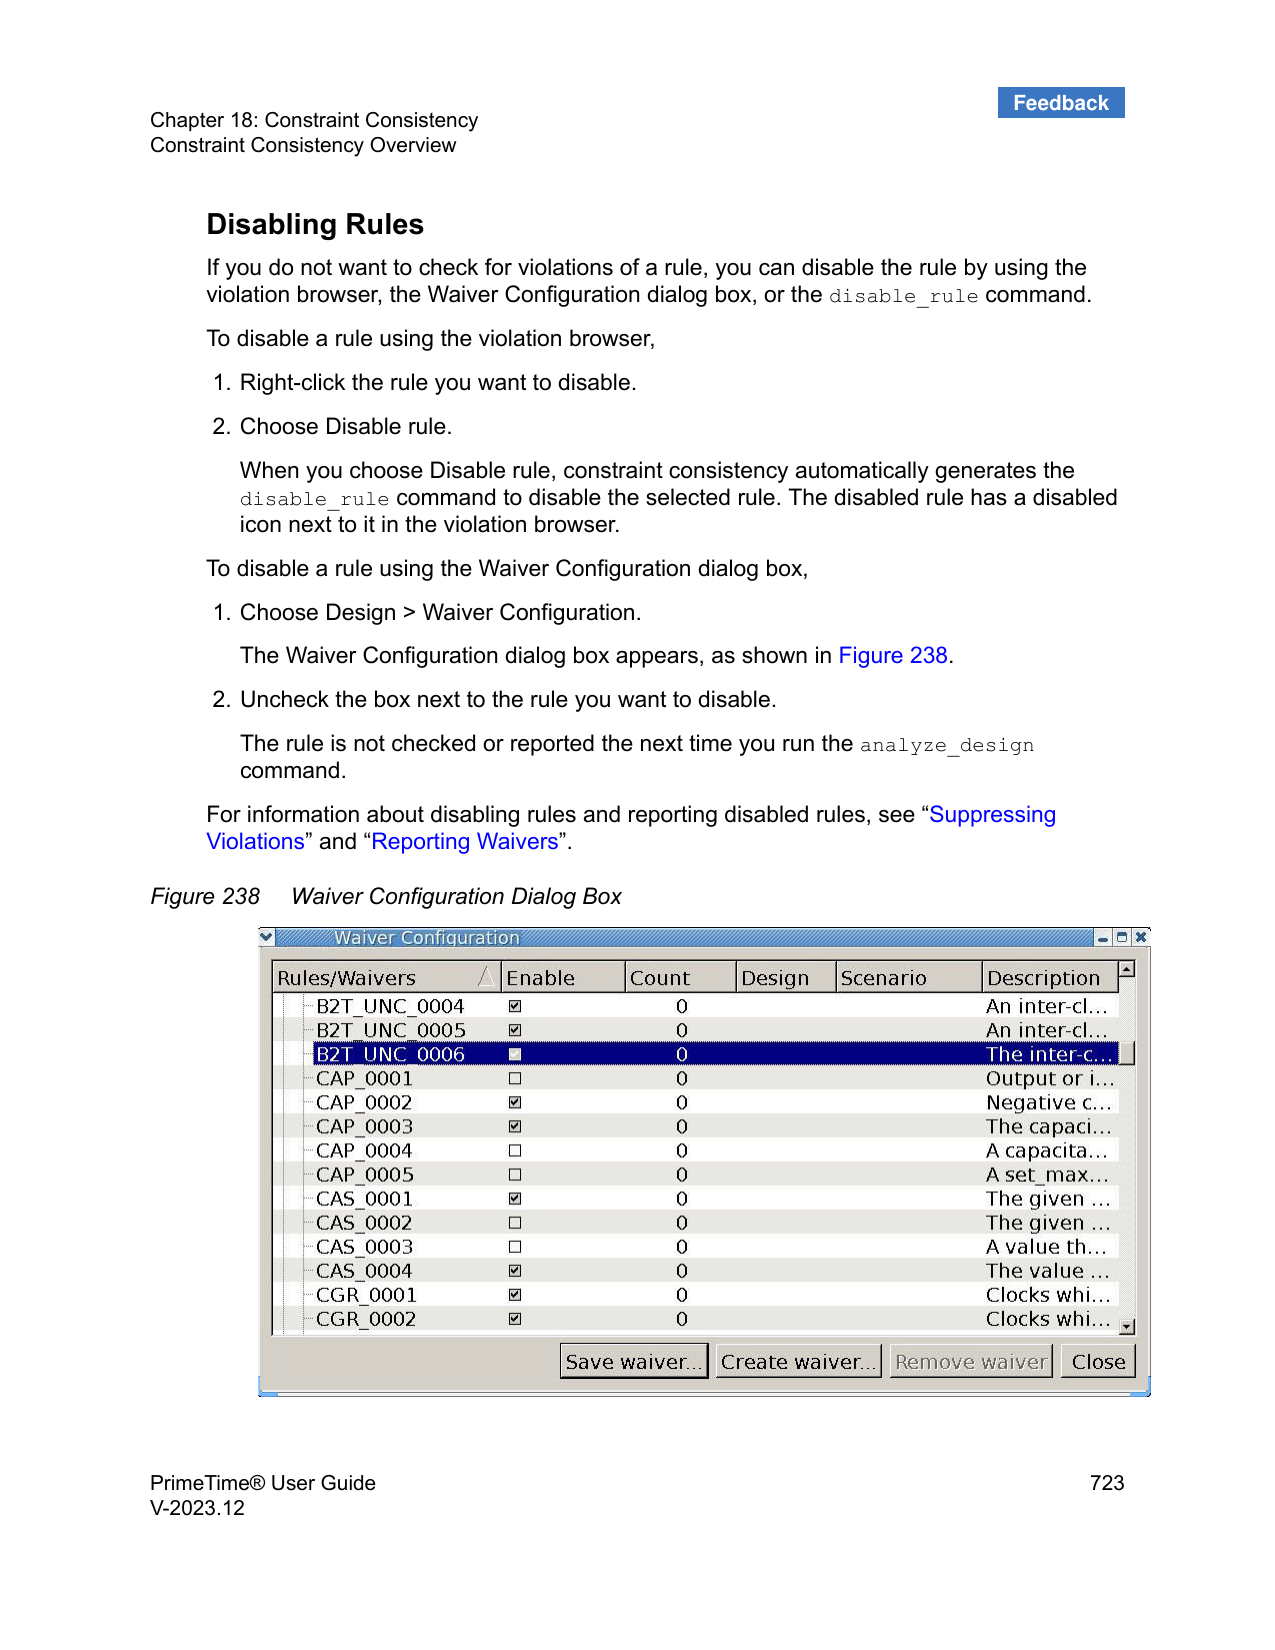 Feedback
Chapter 18: Constraint Consistency
Constraint Consistency Overview
Disabling Rules
If you do not want to check for violations of a rule, you can disable the rule by using the
violation browser, the Waiver Configuration dialog box, or the disable_rule command.
To disable a rule using the violation browser,
1. Right-click the rule you want to disable.
2. Choose Disable rule.
When you choose Disable rule, constraint consistency automatically generates the
disable_rule command to disable the selected rule. The disabled rule has a disabled
icon next to it in the violation browser.
To disable a rule using the Waiver Configuration dialog box,
1. Choose Design > Waiver Configuration.
The Waiver Configuration dialog box appears, as shown in Figure 238.
2. Uncheck the box next to the rule you want to disable.
The rule is not checked or reported the next time you run the analyze_design
command.
For information about disabling rules and reporting disabled rules, see “Suppressing
Violations” and “Reporting Waivers”.
Figure 238 Waiver Configuration Dialog Box
Waiver Configuration
Rules/Waivers Enable Count Design Scenario Description
B2T_UNC_0004 0 An inter-cl...
B2T_UNC_0005 0 An inter-cl...
B2T_UNC_0006 0 The inter-c...
CAP_0001 0 Output or i...
CAP_0002 0 Negative c...
CAP_0003 0 The capaci...
CAP_0004 0 A capacita...
CAP_0005 0 A set_max...
CAS_0001 0 The given ...
CAS_0002 0 The given ...
CAS_0003 0 A value th...
CAS_0004 0 The value ...
CGR_0001 0 Clocks whi...
CGR_0002 0 Clocks whi...
Save waiver... Create waiver... Remove waiver Close
PrimeTime® User Guide 723
V-2023.12